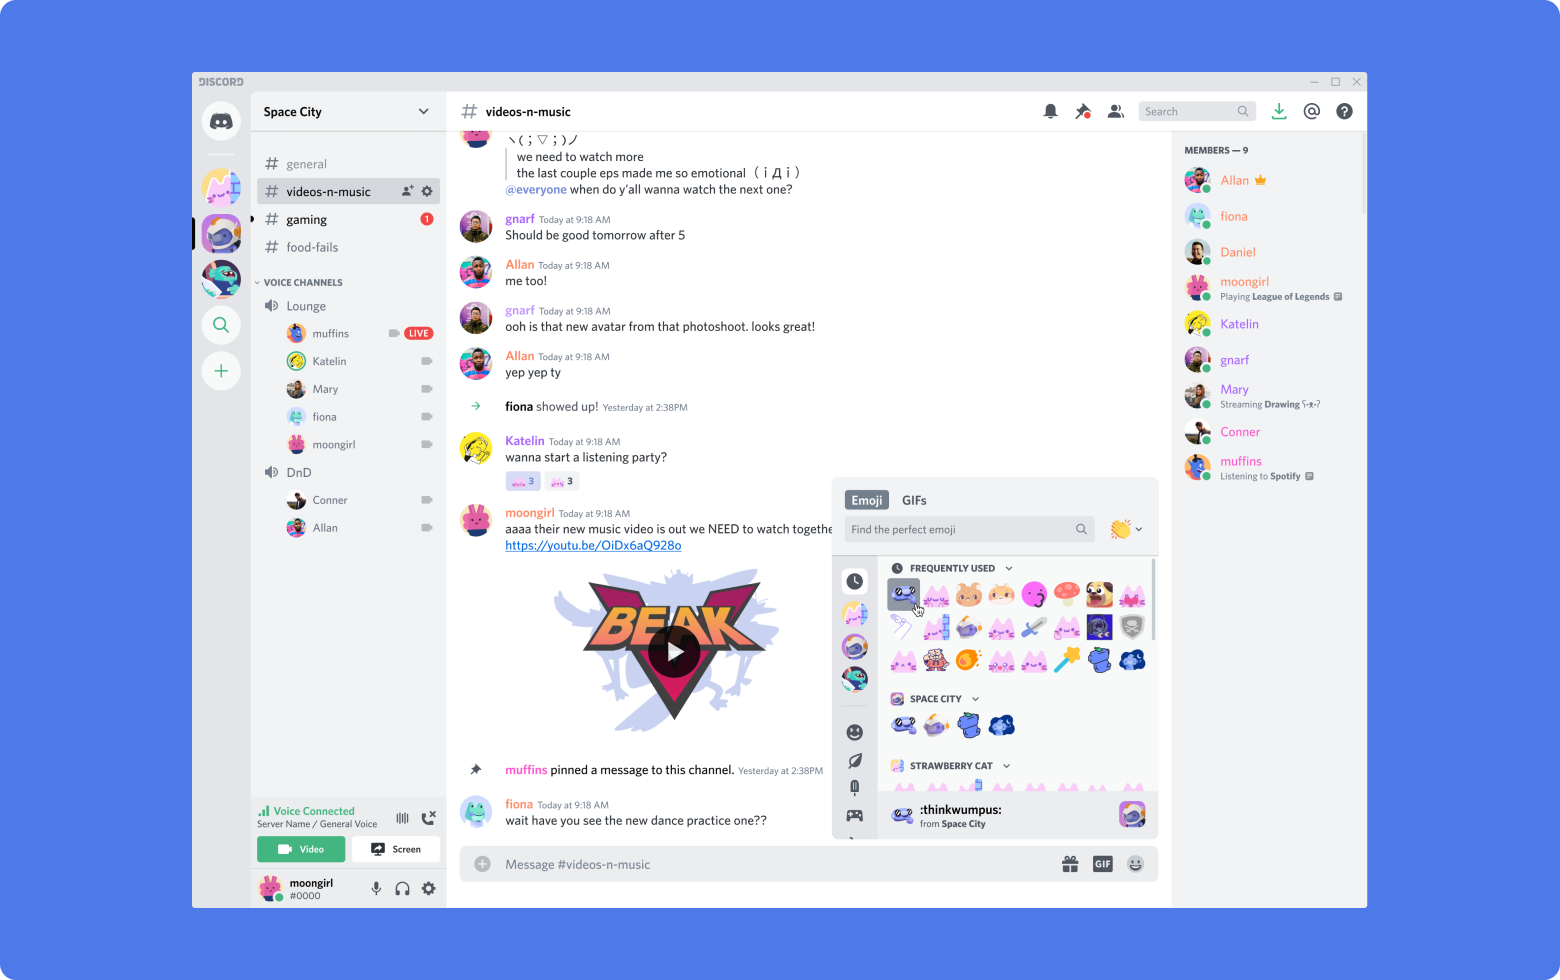 DISCORD
Space City
general
videos-n-music
gaming
1
food-fails
VOICE CHANNELS
Lounge
muffins
LIVE
Katelin
Mary
fiona
moongirl
DnD
Conner
Allan
Voice Connected
Server Name / General Voice
Video
Screen
moongirl
#0000
videos-n-music
Search
ヽ(；▽；)ノ
we need to watch more
the last couple eps made me so emotional （ｉДｉ）
@everyone when do y'all wanna watch the next one?
gnarf Today at 9:18 AM
Should be good tomorrow after 5
Allan Today at 9:18 AM
me too!
gnarf Today at 9:18 AM
ooh is that new avatar from that photoshoot. looks great!
Allan Today at 9:18 AM
yep yep ty
fiona showed up! Yesterday at 2:38PM
Katelin Today at 9:18 AM
wanna start a listening party?
3
3
moongirl Today at 9:18 AM
aaaa their new music video is out we NEED to watch togethe
https://youtu.be/OiDx6aQ928o
BEAK
muffins pinned a message to this channel. Yesterday at 2:38PM
fiona Today at 9:18 AM
wait have you see the new dance practice one??
Message #videos-n-music
GIF
Emoji
GIFs
Find the perfect emoji
FREQUENTLY USED
SPACE CITY
STRAWBERRY CAT
:thinkwumpus:
from Space City
MEMBERS — 9
Allan
fiona
Daniel
moongirl
Playing League of Legends
Katelin
gnarf
Mary
Streaming Drawing ʕ·ᴥ·ʔ
Conner
muffins
Listening to Spotify